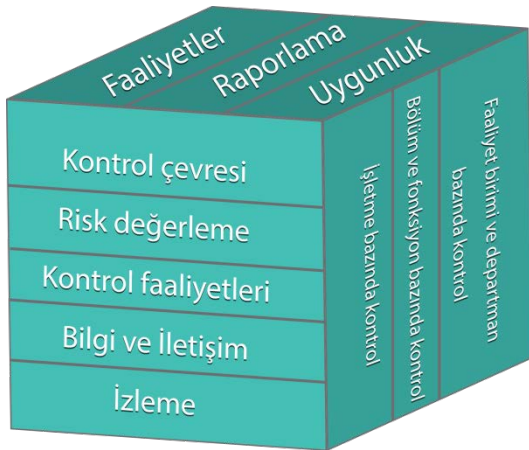 Faaliyetler
Raporlama
Uygunluk
Kontrol çevresi
Risk değerleme
Kontrol faaliyetleri
Bilgi ve İletişim
İzleme
İşletme bazında kontrol
Bölüm ve fonksiyon bazında kontrol
Faaliyet birimi ve departman
bazında kontrol